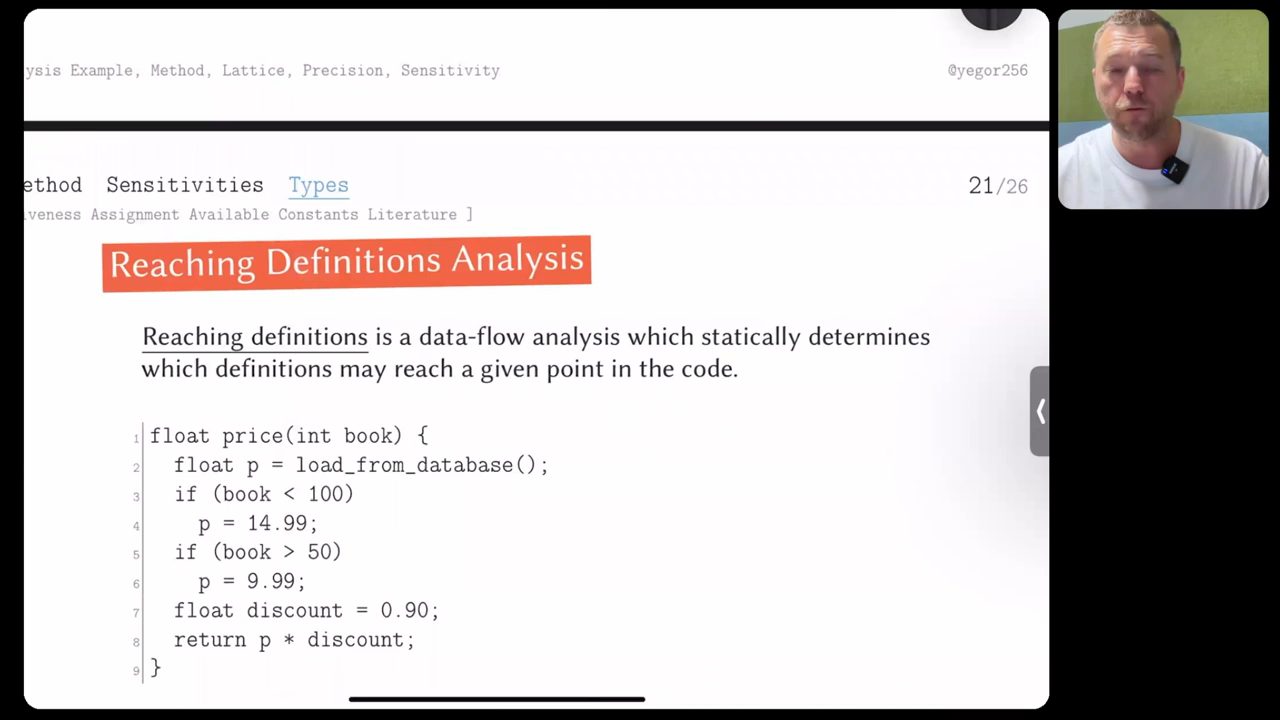 ysis Example, Method, Lattice, Precision, Sensitivity
@yegor256
ethod Sensitivities Types
21/26
iveness Assignment Available Constants Literature ]
Reaching Definitions Analysis
Reaching definitions is a data-flow analysis which statically determines
which definitions may reach a given point in the code.
1 float price(int book) {
2 float p = load_from_database();
3 if (book < 100)
4 p = 14.99;
5 if (book > 50)
6 p = 9.99;
7 float discount = 0.90;
8 return p * discount;
9 }